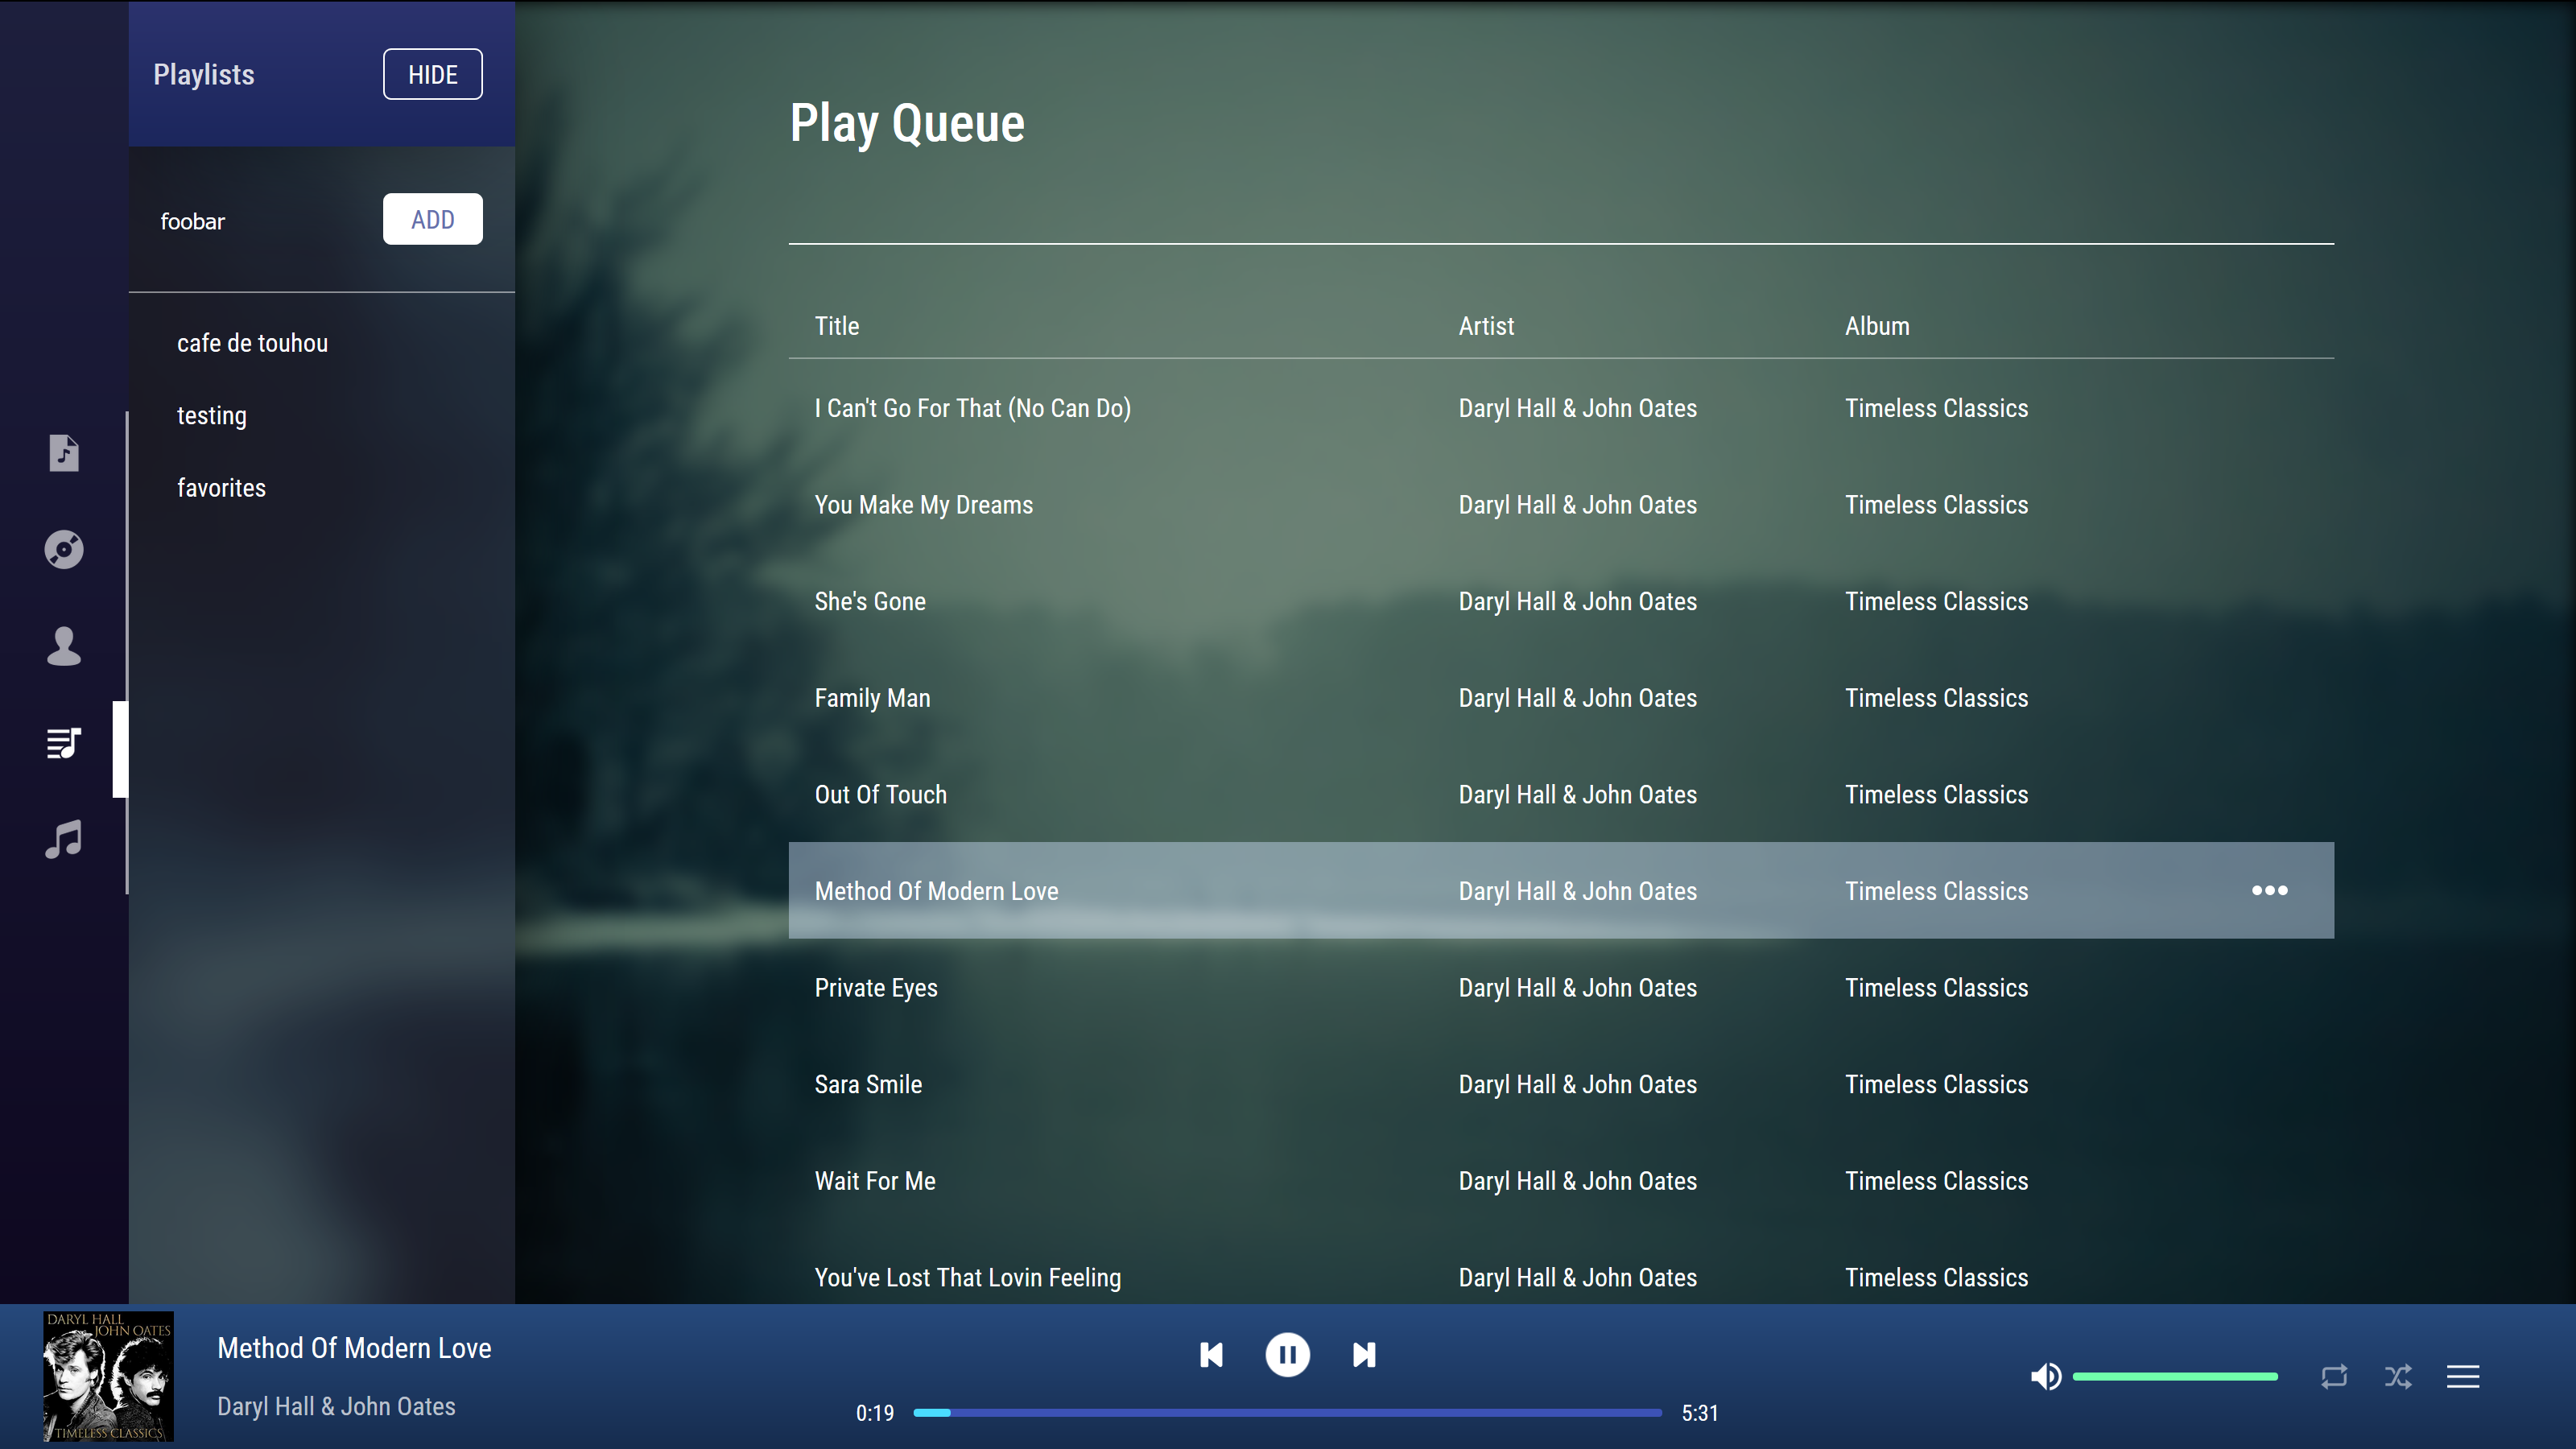 Playlists HIDE
foobar ADD
cafe de touhou
testing
favorites
Play Queue
Title Artist Album
I Can't Go For That (No Can Do) Daryl Hall & John Oates Timeless Classics
You Make My Dreams Daryl Hall & John Oates Timeless Classics
She's Gone Daryl Hall & John Oates Timeless Classics
Family Man Daryl Hall & John Oates Timeless Classics
Out Of Touch Daryl Hall & John Oates Timeless Classics
Method Of Modern Love Daryl Hall & John Oates Timeless Classics
Private Eyes Daryl Hall & John Oates Timeless Classics
Sara Smile Daryl Hall & John Oates Timeless Classics
Wait For Me Daryl Hall & John Oates Timeless Classics
You've Lost That Lovin Feeling Daryl Hall & John Oates Timeless Classics
DARYL HALL
JOHN OATES
TIMELESS CLASSICS
Method Of Modern Love
Daryl Hall & John Oates
0:19 5:31